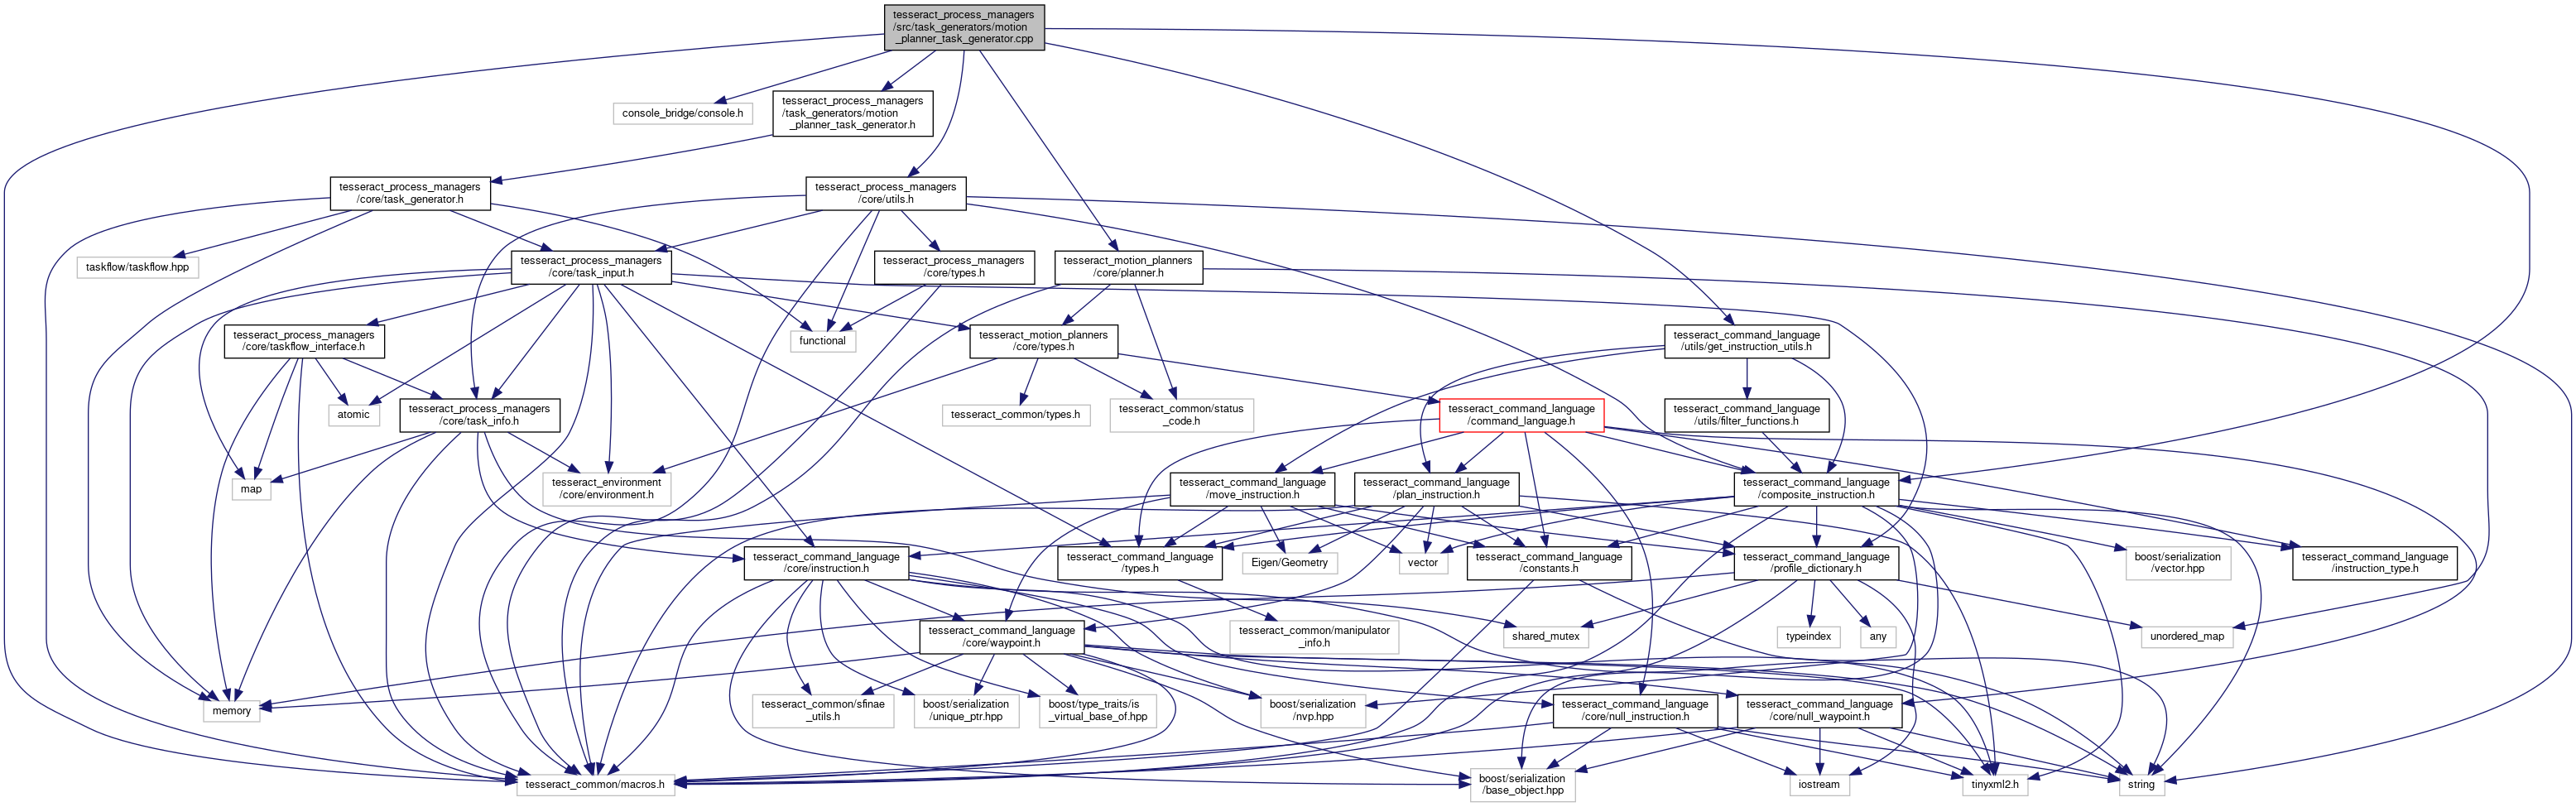 tesseract_process_managers
/src/task_generators/motion
_planner_task_generator.cpp
console_bridge/console.h
tesseract_process_managers
/task_generators/motion
_planner_task_generator.h
tesseract_process_managers
/core/task_generator.h
tesseract_process_managers
/core/utils.h
taskflow/taskflow.hpp
tesseract_process_managers
/core/task_input.h
tesseract_process_managers
/core/types.h
tesseract_motion_planners
/core/planner.h
tesseract_process_managers
/core/taskflow_interface.h
functional
tesseract_motion_planners
/core/types.h
tesseract_command_language
/utils/get_instruction_utils.h
atomic
tesseract_process_managers
/core/task_info.h
tesseract_common/types.h
tesseract_common/status
_code.h
tesseract_command_language
/command_language.h
tesseract_command_language
/utils/filter_functions.h
map
tesseract_environment
/core/environment.h
tesseract_command_language
/move_instruction.h
tesseract_command_language
/plan_instruction.h
tesseract_command_language
/composite_instruction.h
tesseract_command_language
/core/instruction.h
tesseract_command_language
/types.h
Eigen/Geometry
vector
tesseract_command_language
/constants.h
tesseract_command_language
/profile_dictionary.h
boost/serialization
/vector.hpp
tesseract_command_language
/instruction_type.h
tesseract_command_language
/core/waypoint.h
tesseract_common/manipulator
_info.h
shared_mutex
typeindex
any
unordered_map
memory
tesseract_common/sfinae
_utils.h
boost/serialization
/unique_ptr.hpp
boost/type_traits/is
_virtual_base_of.hpp
boost/serialization
/nvp.hpp
tesseract_command_language
/core/null_instruction.h
tesseract_command_language
/core/null_waypoint.h
tesseract_common/macros.h
boost/serialization
/base_object.hpp
iostream
tinyxml2.h
string